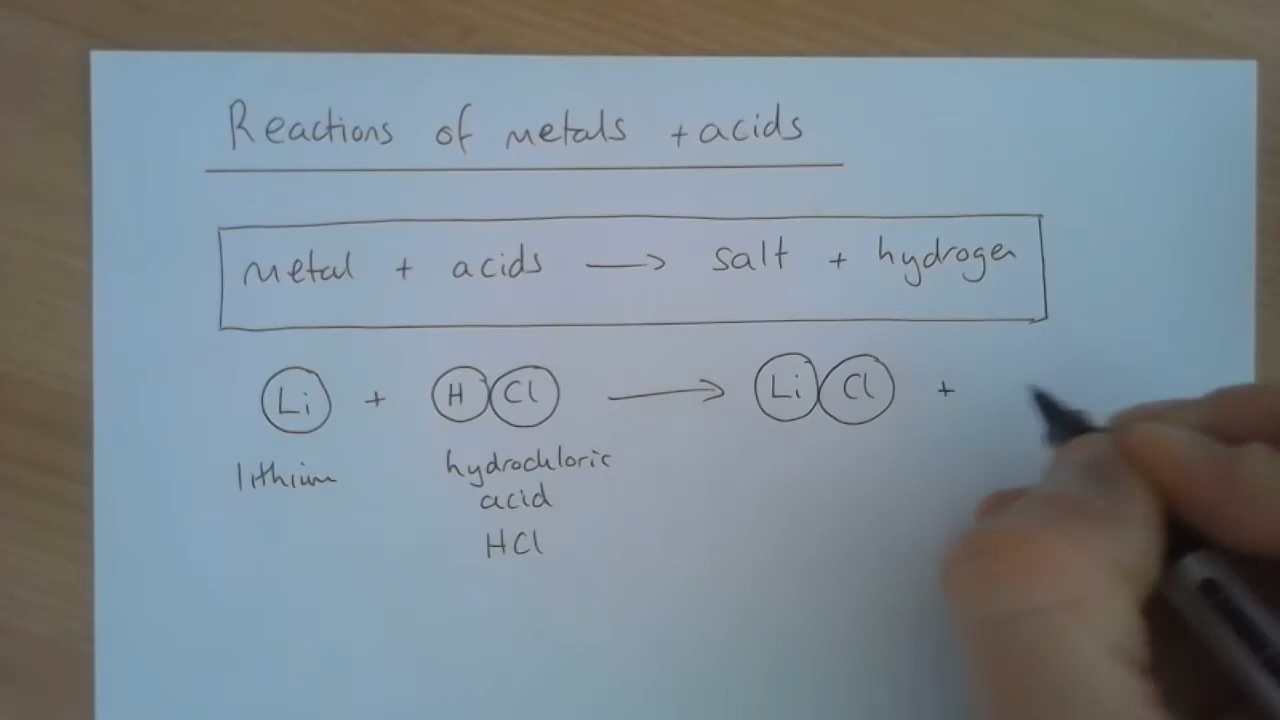 Reactions of metals + acids
metal + acids → salt + hydrogen
Li + H Cl → Li Cl +
lithium hydrochloric
acid
HCl